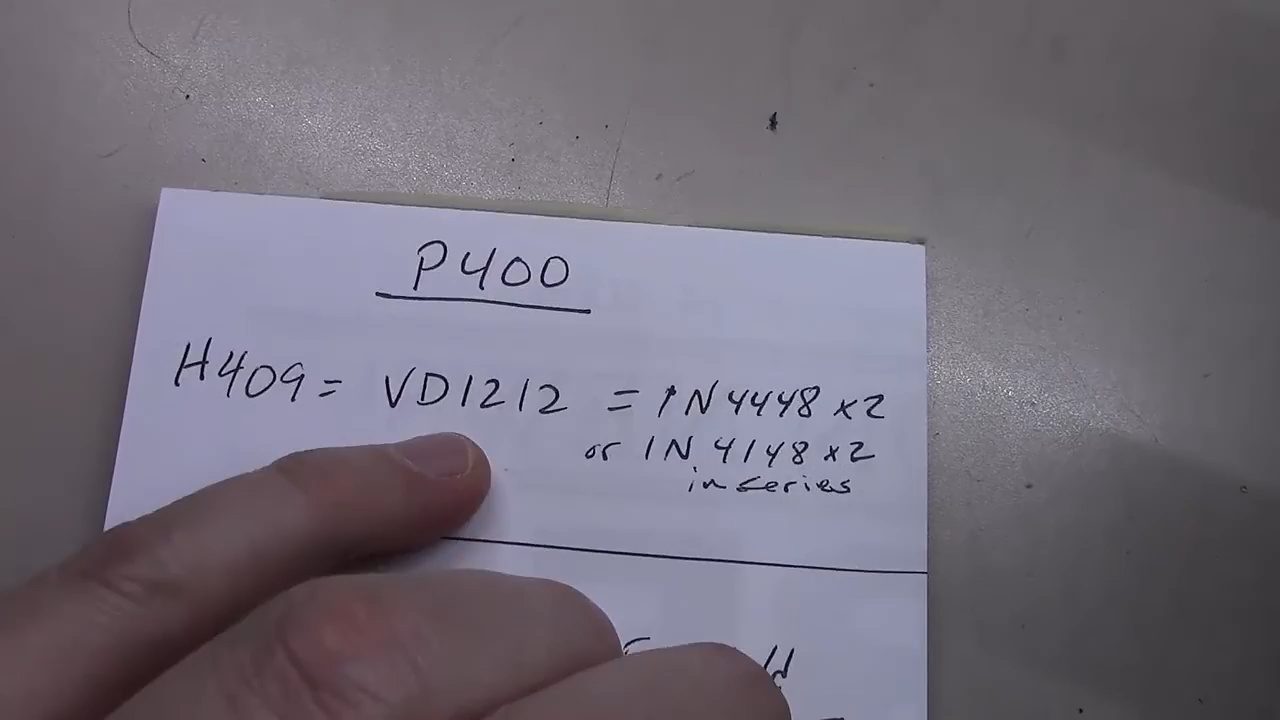 P400
H409 = VD1212 = 1N4448 x2
or 1N4148 x2
in series